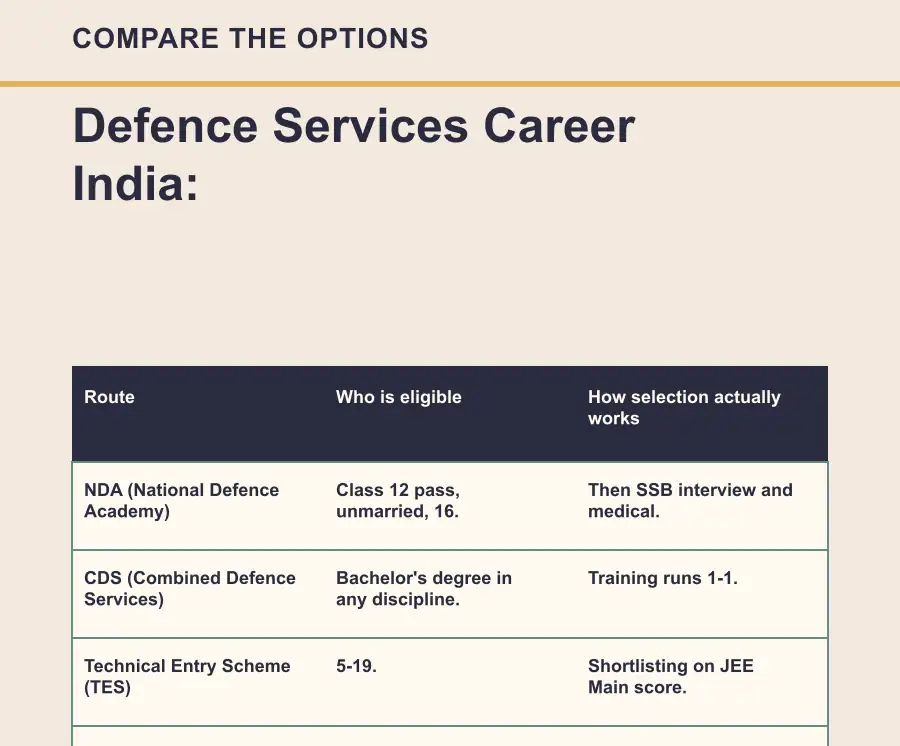 COMPARE THE OPTIONS
Defence Services Career
India:
Route
Who is eligible
How selection actually
works
NDA (National Defence
Academy)
Class 12 pass,
unmarried, 16.
Then SSB interview and
medical.
CDS (Combined Defence
Services)
Bachelor's degree in
any discipline.
Training runs 1-1.
Technical Entry Scheme
(TES)
5-19.
Shortlisting on JEE
Main score.